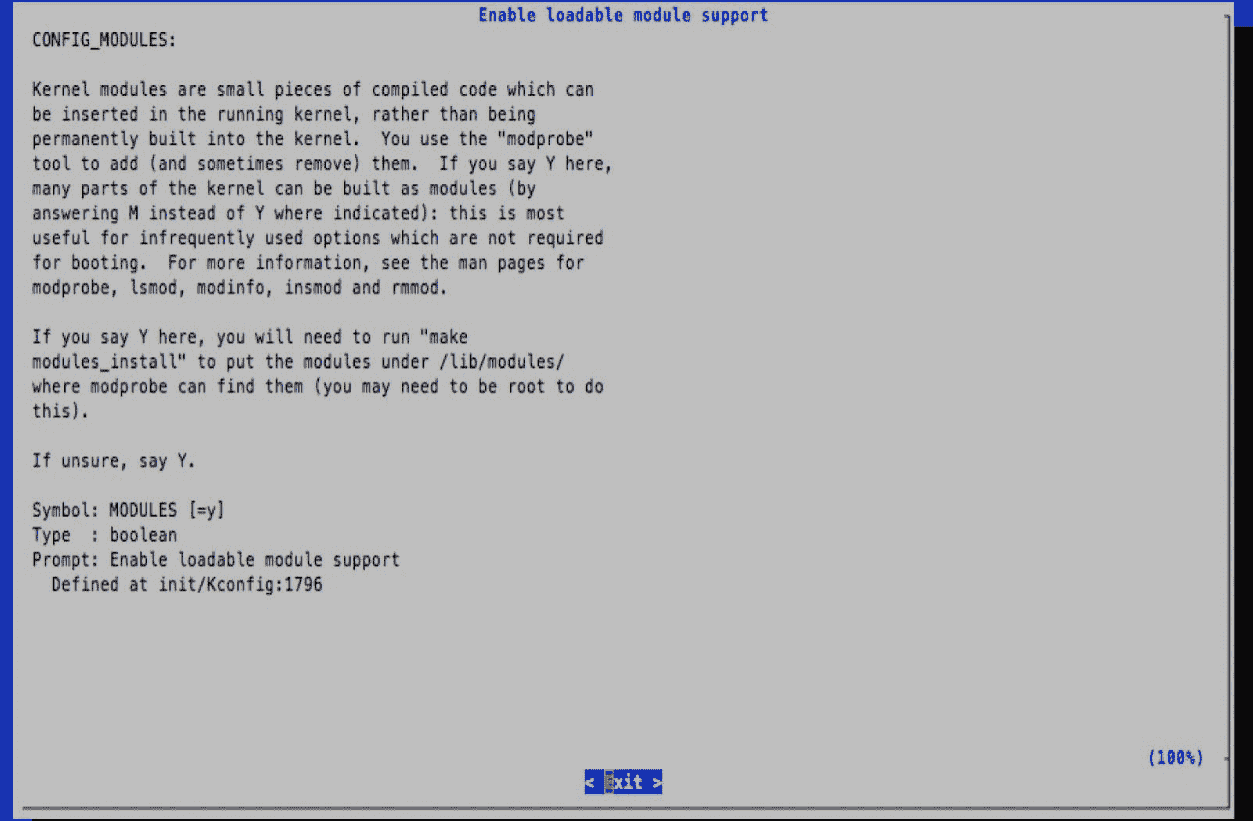 Enable loadable module support
CONFIG_MODULES:
Kernel modules are small pieces of compiled code which can
be inserted in the running kernel, rather than being
permanently built into the kernel.  You use the "modprobe"
tool to add (and sometimes remove) them.  If you say Y here,
many parts of the kernel can be built as modules (by
answering M instead of Y where indicated): this is most
useful for infrequently used options which are not required
for booting.  For more information, see the man pages for
modprobe, lsmod, modinfo, insmod and rmmod.
If you say Y here, you will need to run "make
modules_install" to put the modules under /lib/modules/
where modprobe can find them (you may need to be root to do
this).
If unsure, say Y.
Symbol: MODULES [=y]
Type  : boolean
Prompt: Enable loadable module support
  Defined at init/Kconfig:1796
(100%)
< Exit >